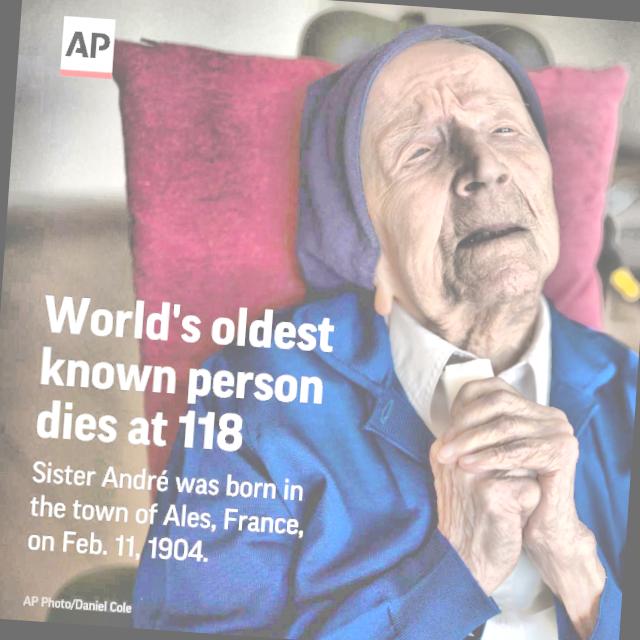 AP
World's oldest
known person
dies at 118
Sister André was born in
the town of Ales, France,
on Feb. 11, 1904.
AP Photo/Daniel Cole